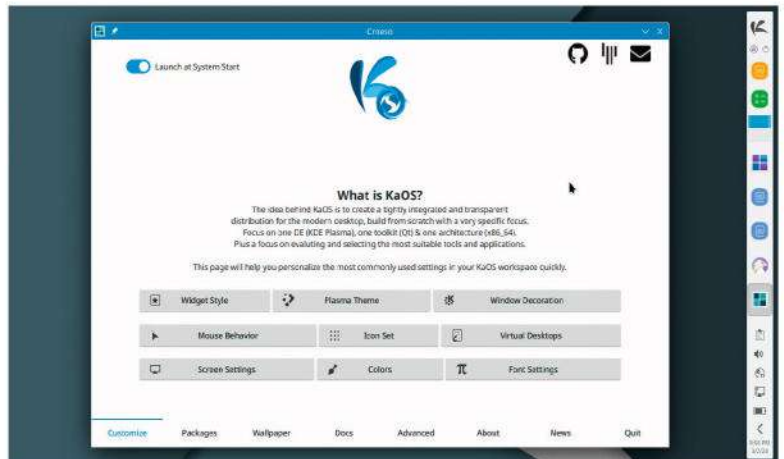 Croeso
Launch at System Start
What is KaOS?
The idea behind KaOS is to create a tightly integrated and transparent
distribution for the modern desktop, build from scratch with a very specific focus.
Focus on one DE (KDE Plasma), one toolkit (Qt) & one architecture (x86_64).
Plus a focus on evaluting and selecting the most suitable tools and applications.
This page will help you personalize the most commonly used settings in your KaOS workspace quickly.
Widget Style Plasma Theme Window Decoration
Mouse Behavior Icon Set Virtual Desktops
Screen Settings Colors Font Settings
Customize Packages Wallpaper Docs Advanced About News Quit